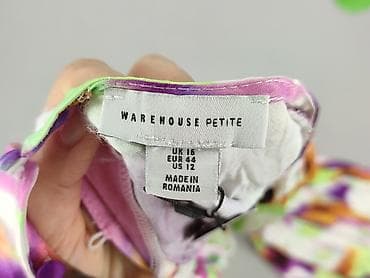 WAREHOUSE PETITE
UK 16
EUR 44
US 12
MADE IN
ROMANIA